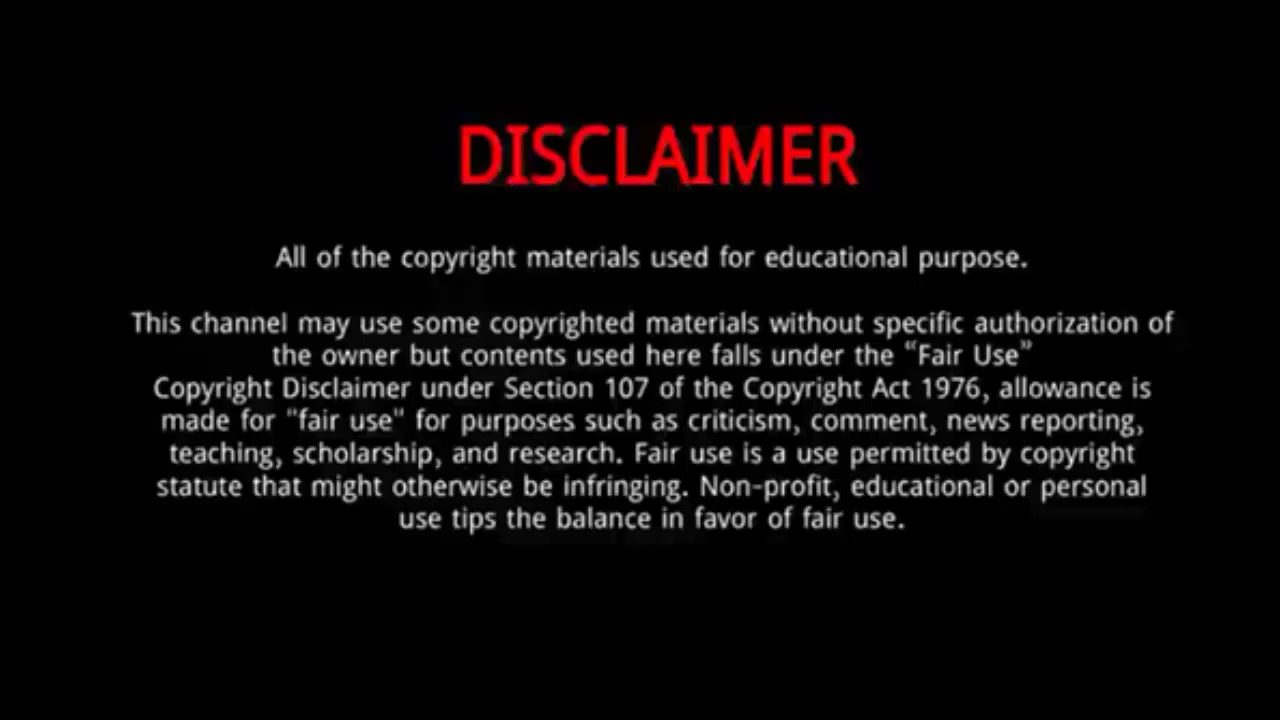 DISCLAIMER
All of the copyright materials used for educational purpose.
This channel may use some copyrighted materials without specific authorization of
the owner but contents used here falls under the “Fair Use”
Copyright Disclaimer under Section 107 of the Copyright Act 1976, allowance is
made for "fair use" for purposes such as criticism, comment, news reporting,
teaching, scholarship, and research. Fair use is a use permitted by copyright
statute that might otherwise be infringing. Non-profit, educational or personal
use tips the balance in favor of fair use.